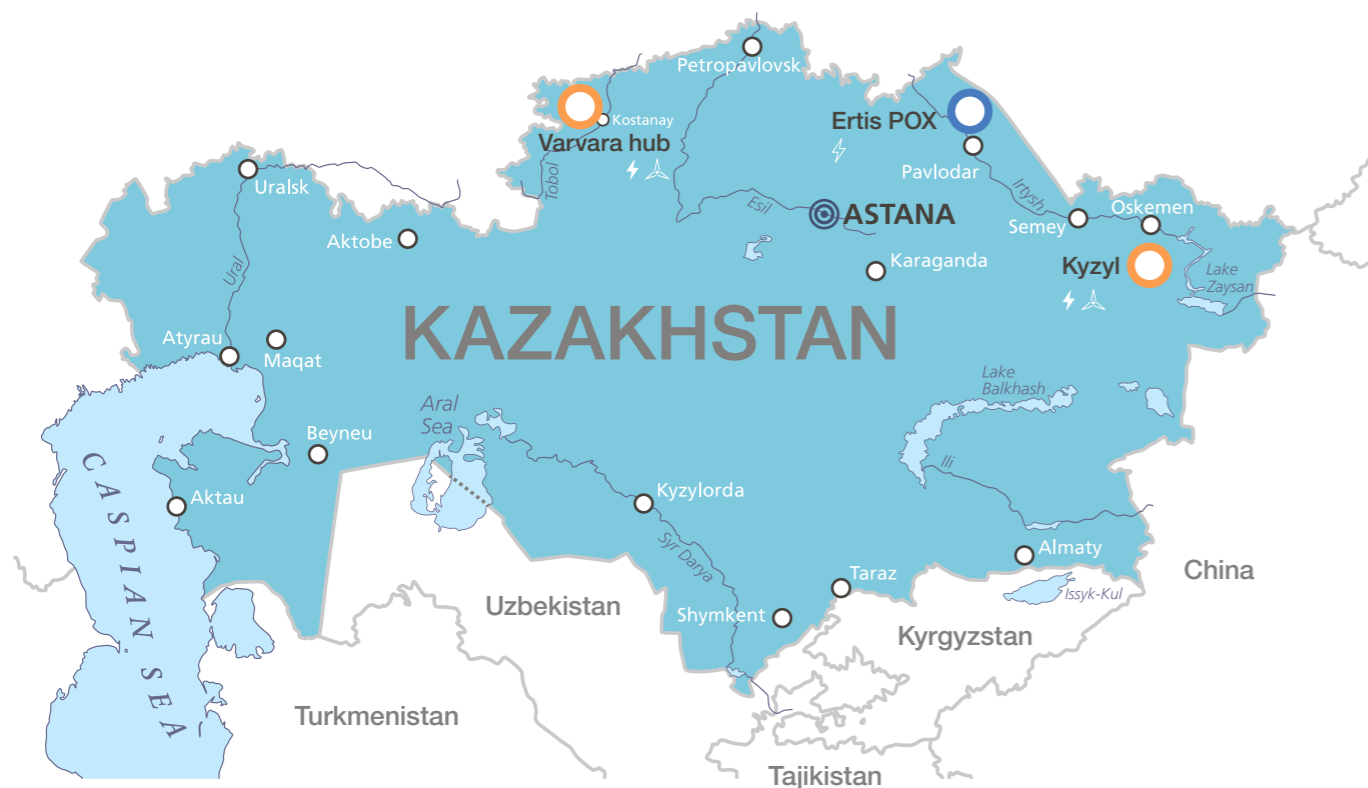 Petropavlovsk
Kostanay
Varvara hub
Ertis POX
Pavlodar
Tobol
Uralsk
Irtysh
Esil
ASTANA
Semey
Oskemen
Aktobe
Ural
Karaganda
Kyzyl
Lake
Zaysan
KAZAKHSTAN
Atyrau
Maqat
Lake
Balkhash
Aral
Sea
Beyneu
CASPIAN SEA
Aktau
Kyzylorda
Ili
Syr Darya
Almaty
China
Taraz
Issyk-Kul
Uzbekistan
Shymkent
Kyrgyzstan
Turkmenistan
Tajikistan